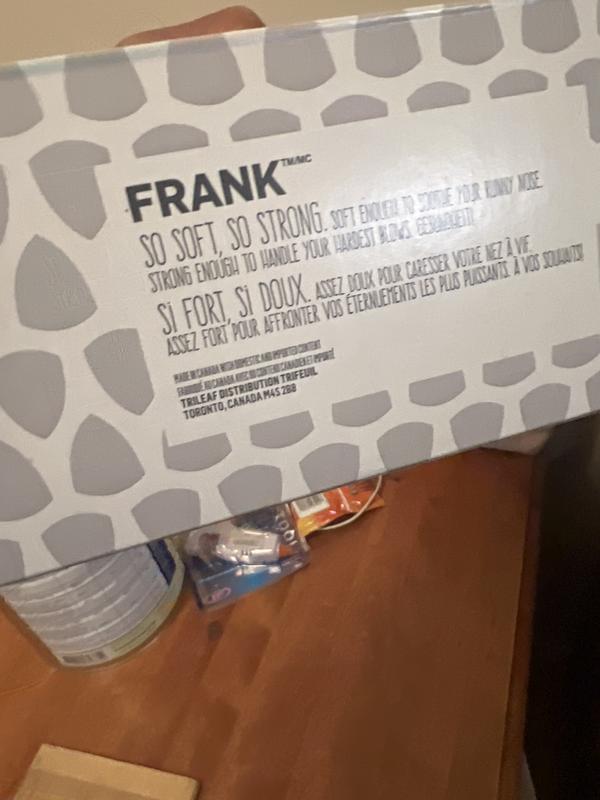 FRANK™/MC
SO SOFT, SO STRONG. SOFT ENOUGH TO SOOTHE YOUR RUNNY NOSE.
STRONG ENOUGH TO HANDLE YOUR HARDEST BLOWS. GESUNDHEIT!
SI FORT, SI DOUX. ASSEZ DOUX POUR CARESSER VOTRE NEZ À VIF.
ASSEZ FORT POUR AFFRONTER VOS ÉTERNUEMENTS LES PLUS PUISSANTS. À VOS SOUHAITS!
MADE IN CANADA WITH DOMESTIC AND IMPORTED CONTENT
FABRIQUÉ AU CANADA AVEC DU CONTENU CANADIEN ET IMPORTÉ
TRILEAF DISTRIBUTION TRIFEUIL
TORONTO, CANADA M4S 2B8